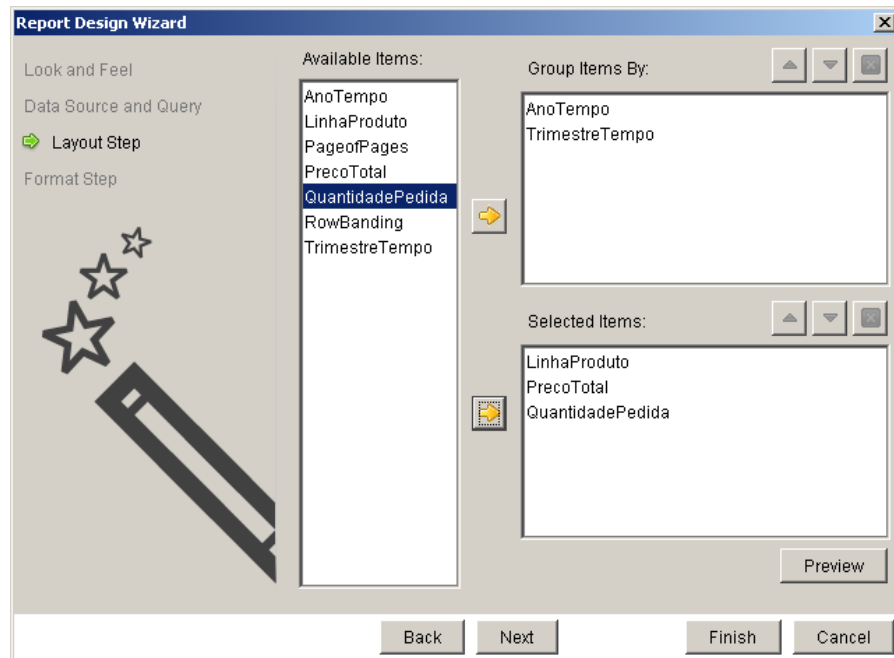 Report Design Wizard
Look and Feel
Data Source and Query
Layout Step
Format Step
Available Items:
AnoTempo
LinhaProduto
PageofPages
PrecoTotal
QuantidadePedida
RowBanding
TrimestreTempo
Group Items By:
AnoTempo
TrimestreTempo
Selected Items:
LinhaProduto
PrecoTotal
QuantidadePedida
Preview
Back
Next
Finish
Cancel